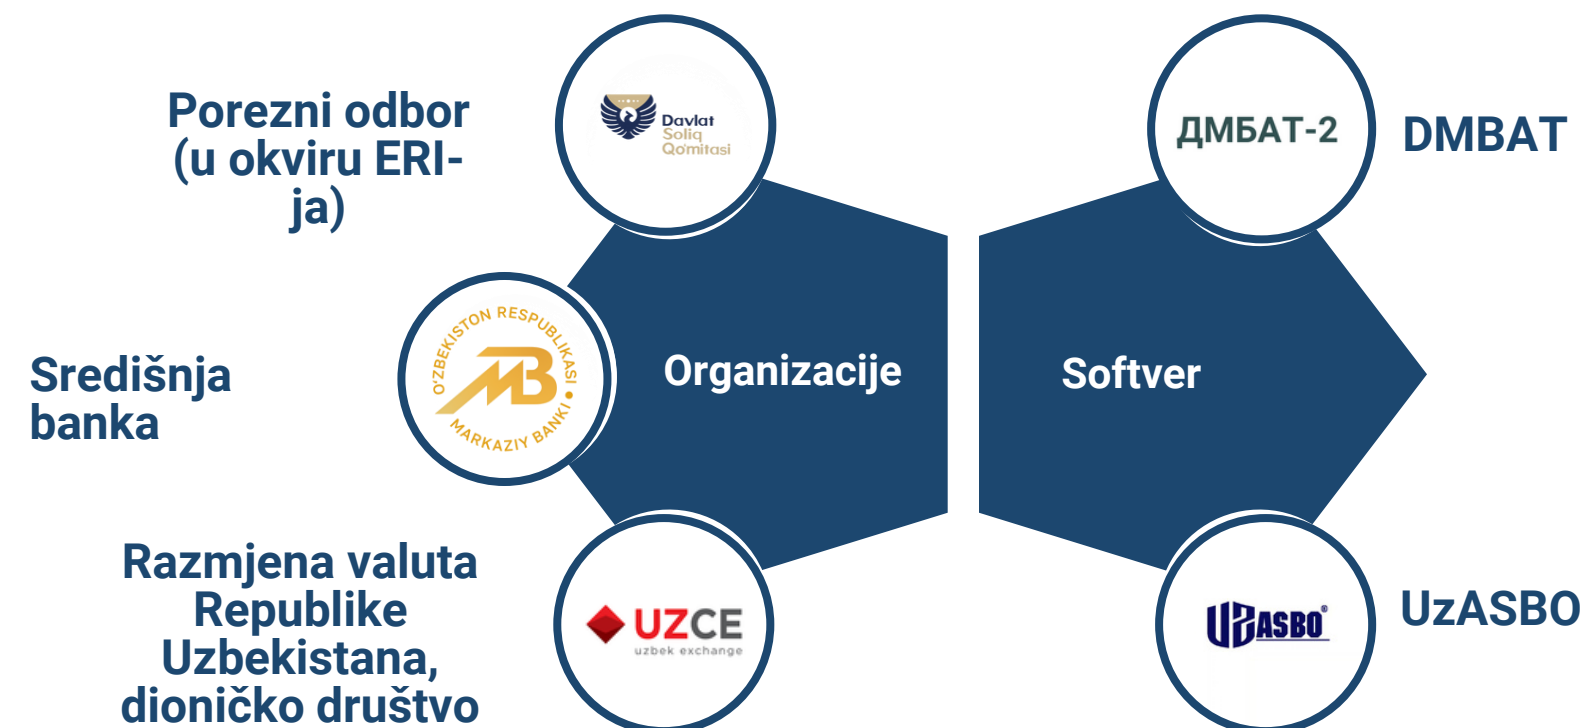 Porezni odbor
(u okviru ERI-
ja)
Davlat
Soliq
Qo'mitasi
ДМБАТ-2
DMBAT
Središnja
banka
O'ZBEKISTON RESPUBLIKASI
MB
MARKAZIY BANKI
Organizacije
Softver
Razmjena valuta
Republike
Uzbekistana,
dioničko društvo
UZCE
uzbek exchange
UZASBO®
UzASBO